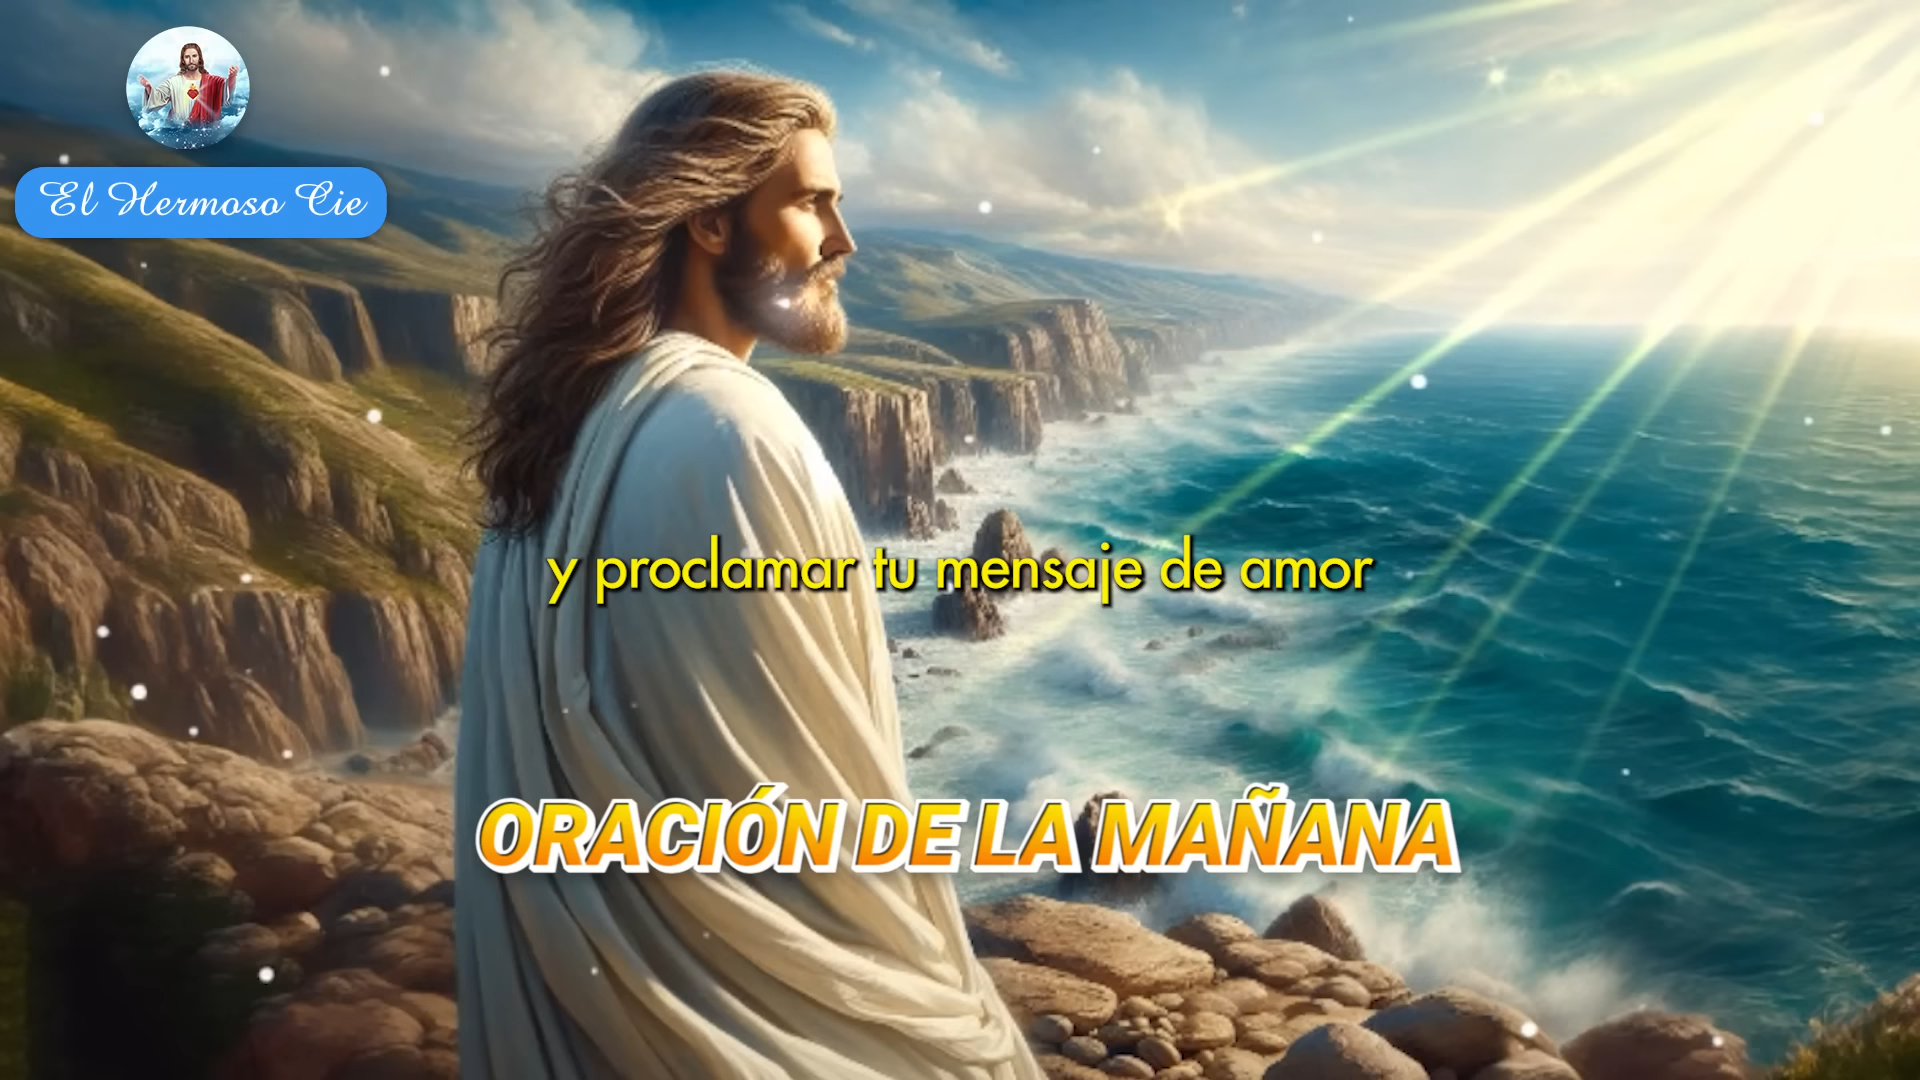 El Hermoso Cie
y proclamar tu mensaje de amor
ORACIÓN DE LA MAÑANA